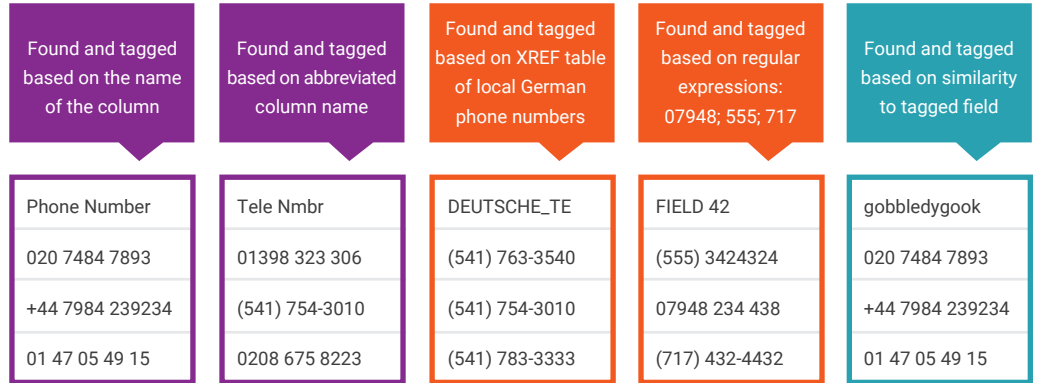 Found and tagged
based on the name
of the column
Found and tagged
based on abbreviated
column name
Found and tagged
based on XREF table
of local German
phone numbers
Found and tagged
based on regular
expressions:
07948; 555; 717
Found and tagged
based on similarity
to tagged field
Phone Number
020 7484 7893
+44 7984 239234
01 47 05 49 15
Tele Nmbr
01398 323 306
(541) 754-3010
0208 675 8223
DEUTSCHE_TE
(541) 763-3540
(541) 754-3010
(541) 783-3333
FIELD 42
(555) 3424324
07948 234 438
(717) 432-4432
gobbledygook
020 7484 7893
+44 7984 239234
01 47 05 49 15